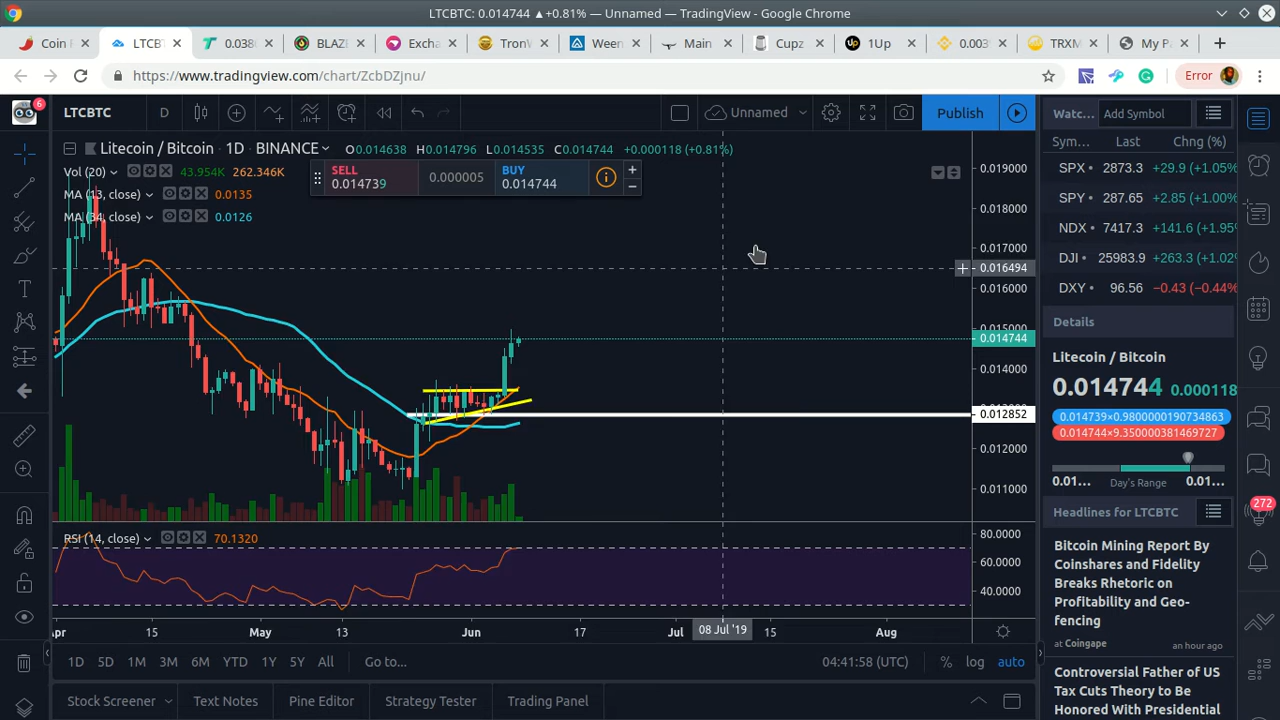 LTCBTC: 0.014744 ▲+0.81% — Unnamed — TradingView - Google Chrome
Coin
LTCB
BLAZ
Exch
Tron
Weer
Main
Cupz
1Up
TRXM
My P
https://www.tradingview.com/chart/ZcbDZjnu/
Error
6
LTCBTC
D
Unnamed
Publish
Watc...
Add Symbol
Litecoin / Bitcoin • 1D • BINANCE
O0.014638 H0.014796 L0.014535 C0.014744 +0.000118 (+0.81%)
Sym...
Last
Chng (%)
Vol (20)
43.954K
262.346K
SELL
0.014739
0.000005
BUY
0.014744
MA (13, close)
0.0135
MA (34, close)
0.0126
SPX
2873.3
+29.9 (+1.05%
SPY
287.65
+2.85 (+1.00%
NDX
7417.3
+141.6 (+1.95%
DJI
25983.9
+263.3 (+1.02%
DXY
96.56
−0.43 (−0.44%
0.019000
0.018000
0.017000
0.016494
0.016000
0.015000
0.014744
0.014000
0.012852
0.012000
0.011000
Details
Litecoin / Bitcoin
0.014744
0.000118
0.014739×0.9800000190734863
0.014744×9.350000381469727
0.01...
Day's Range
0.01...
Headlines for LTCBTC
272
Bitcoin Mining Report By
Coinshares and Fidelity
Breaks Rhetoric on
Profitability and Geo-
fencing
at Coingape
an hour ago
Controversial Father of US
Tax Cuts Theory to Be
Honored With Presidential
RSI (14, close)
70.1320
80.0000
60.0000
40.0000
Apr
15
May
13
Jun
17
Jul
08 Jul '19
15
Aug
1D
5D
1M
3M
6M
YTD
1Y
5Y
All
Go to...
04:41:58 (UTC)
%
log
auto
Stock Screener
Text Notes
Pine Editor
Strategy Tester
Trading Panel